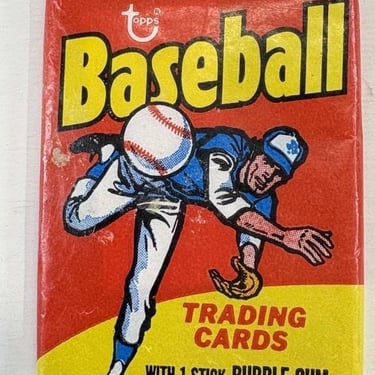 topps
Baseball
TRADING
CARDS
WITH 1 STICK BUBBLE GUM